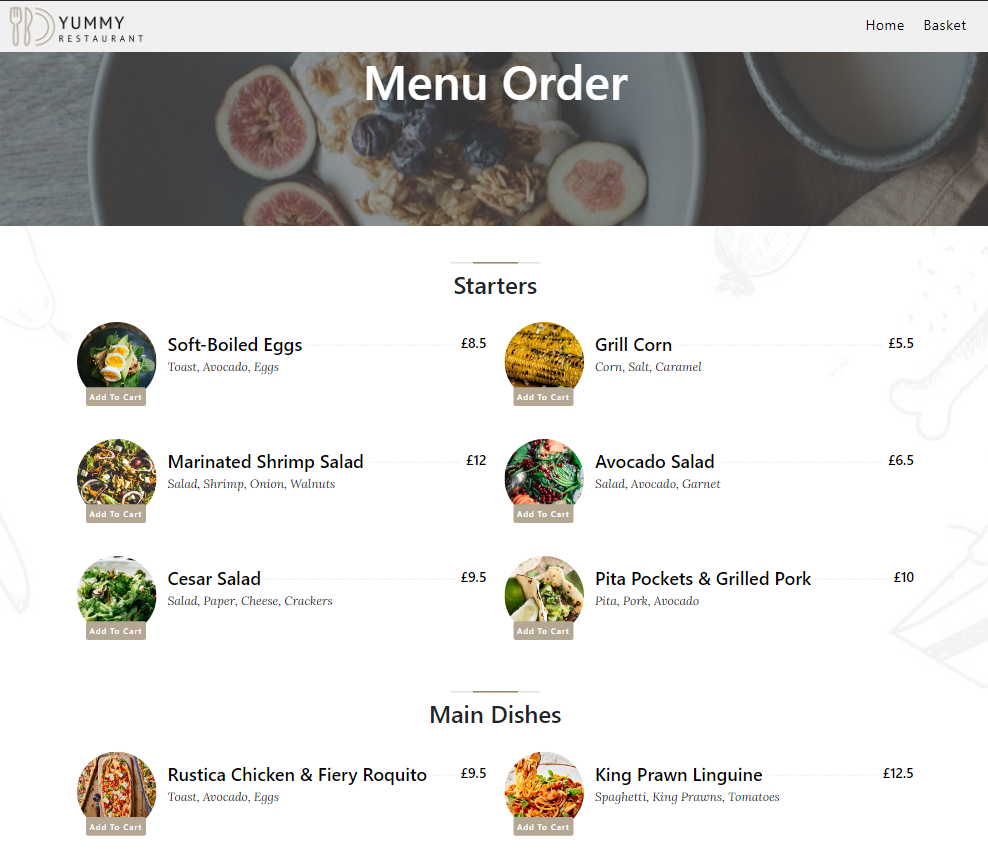 YUMMY
RESTAURANT
Home Basket
Menu Order
Starters
Soft-Boiled Eggs £8.5
Toast, Avocado, Eggs
Add To Cart
Grill Corn £5.5
Corn, Salt, Caramel
Add To Cart
Marinated Shrimp Salad £12
Salad, Shrimp, Onion, Walnuts
Add To Cart
Avocado Salad £6.5
Salad, Avocado, Garnet
Add To Cart
Cesar Salad £9.5
Salad, Paper, Cheese, Crackers
Add To Cart
Pita Pockets & Grilled Pork £10
Pita, Pork, Avocado
Add To Cart
Main Dishes
Rustica Chicken & Fiery Roquito £9.5
Toast, Avocado, Eggs
Add To Cart
King Prawn Linguine £12.5
Spaghetti, King Prawns, Tomatoes
Add To Cart